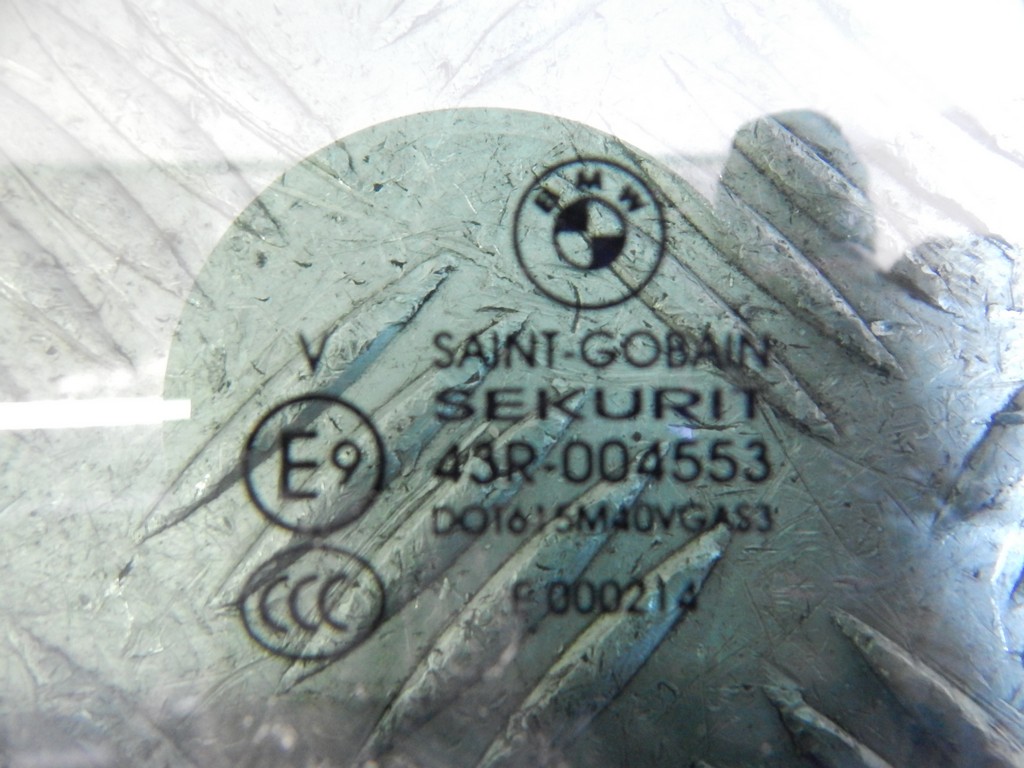 BMW
V
SAINT-GOBAIN
SEKURIT
E9
43R-004553
DOT615M40VGAS3
CCC
E000214